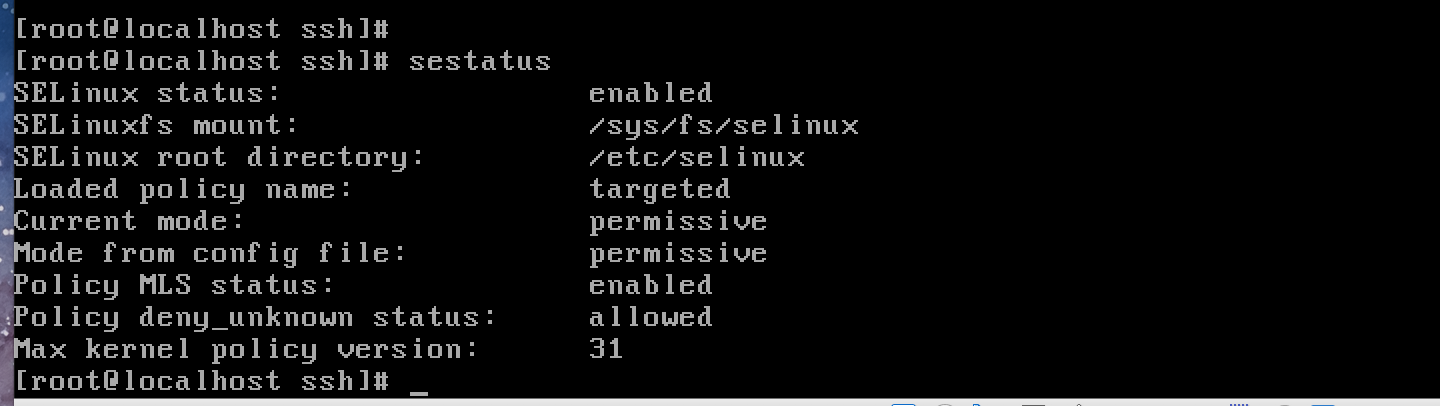 [root@localhost ssh]#
[root@localhost ssh]# sestatus
SELinux status:                 enabled
SELinuxfs mount:                /sys/fs/selinux
SELinux root directory:         /etc/selinux
Loaded policy name:             targeted
Current mode:                   permissive
Mode from config file:          permissive
Policy MLS status:              enabled
Policy deny_unknown status:     allowed
Max kernel policy version:      31
[root@localhost ssh]# _